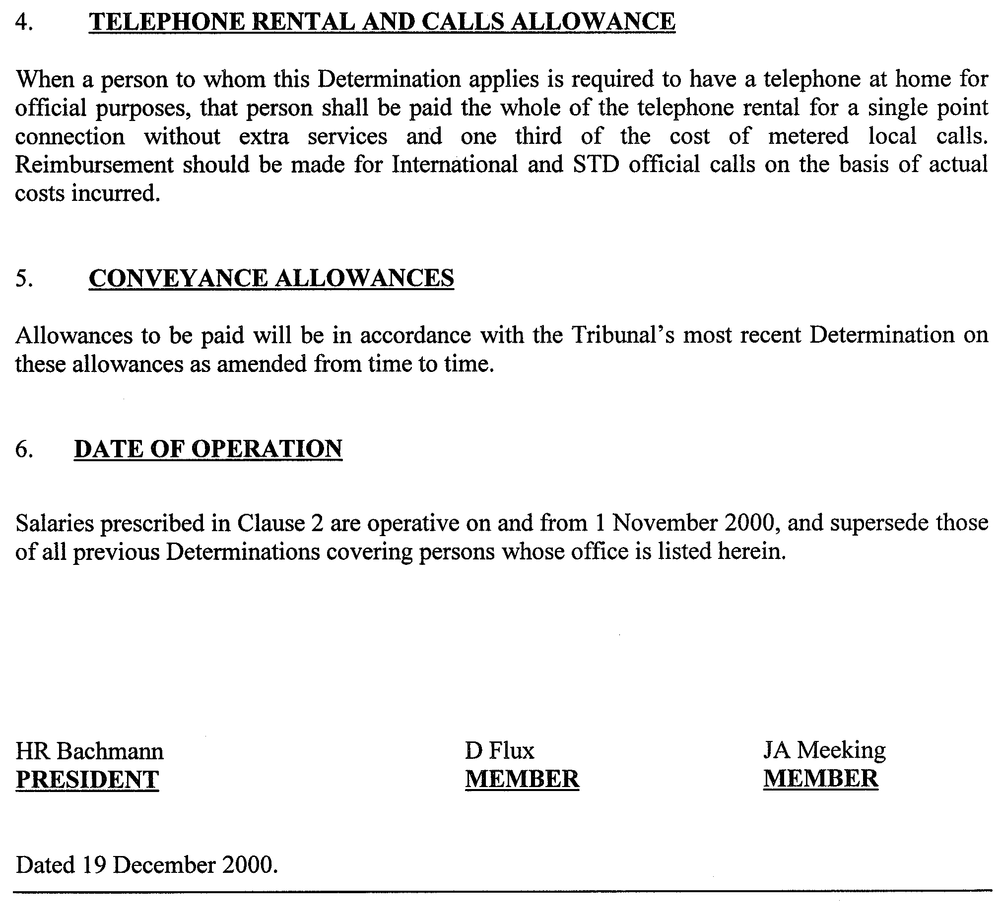 4. TELEPHONE RENTAL AND CALLS ALLOWANCE
When a person to whom this Determination applies is required to have a telephone at home for
official purposes, that person shall be paid the whole of the telephone rental for a single point
connection without extra services and one third of the cost of metered local calls.
Reimbursement should be made for International and STD official calls on the basis of actual
costs incurred.
5. CONVEYANCE ALLOWANCES
Allowances to be paid will be in accordance with the Tribunal's most recent Determination on
these allowances as amended from time to time.
6. DATE OF OPERATION
Salaries prescribed in Clause 2 are operative on and from 1 November 2000, and supersede those
of all previous Determinations covering persons whose office is listed herein.
HR Bachmann D Flux JA Meeking
PRESIDENT MEMBER MEMBER
Dated 19 December 2000.